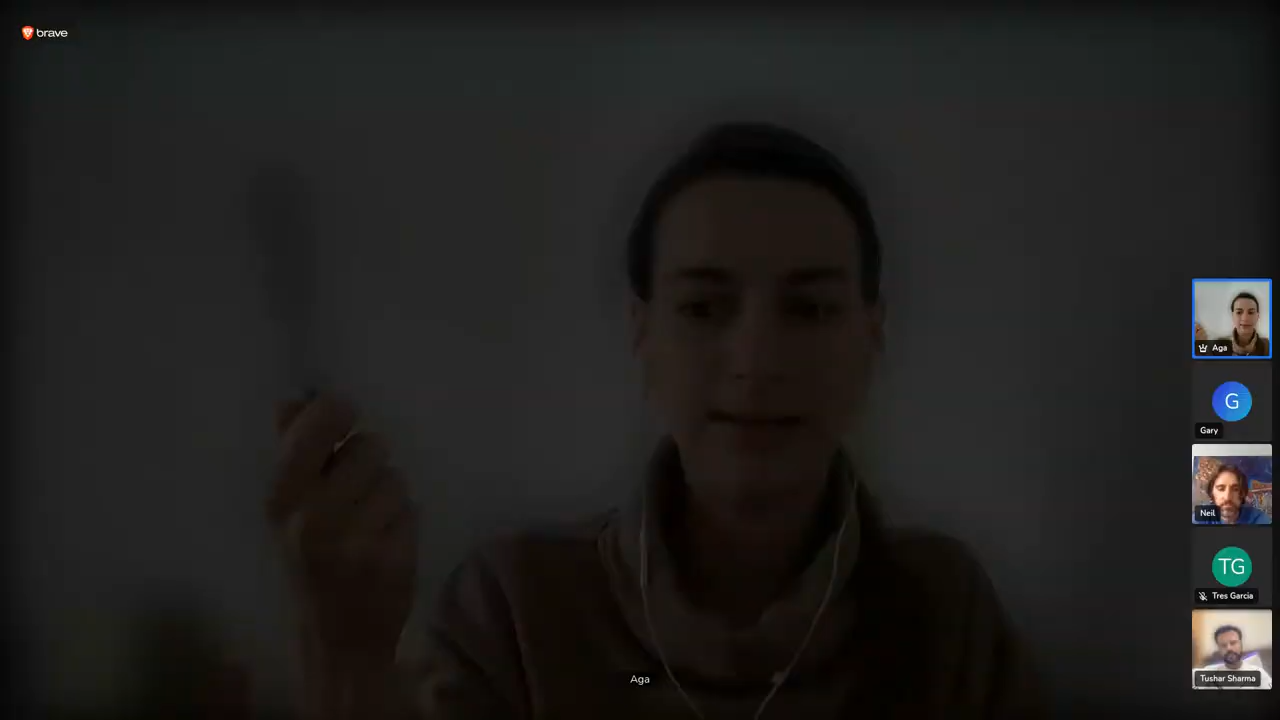 brave
Aga
G
Gary
Neil
TG
Tres Garcia
Tushar Sharma
Aga